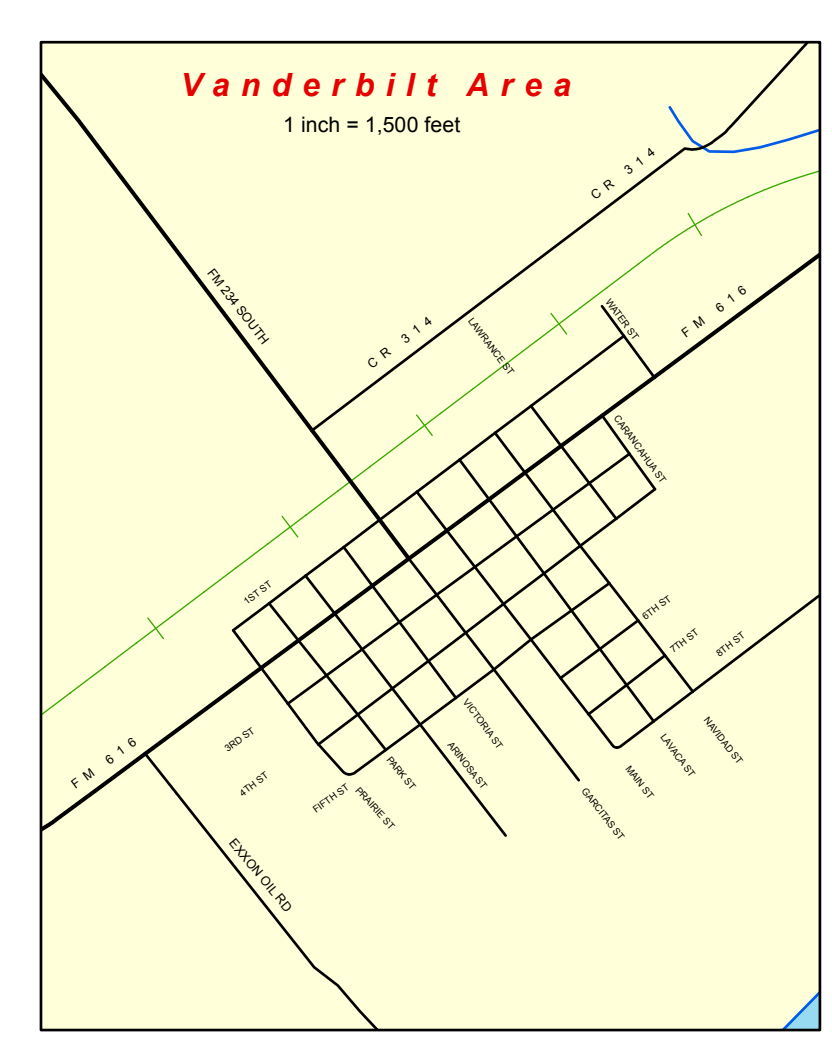 Vanderbilt Area
1 inch = 1,500 feet
CR 314
FM 234 SOUTH
WATER ST
FM 616
CR 314
LAWRANCE ST
CARANCAHUA ST
1ST ST
6TH ST
7TH ST
8TH ST
VICTORIA ST
NAVIDAD ST
3RD ST
FM 616
ARINOSA ST
LAVACA ST
PARK ST
MAIN ST
4TH ST
FIFTH ST
PRAIRIE ST
GARCITAS ST
EXXON OIL RD